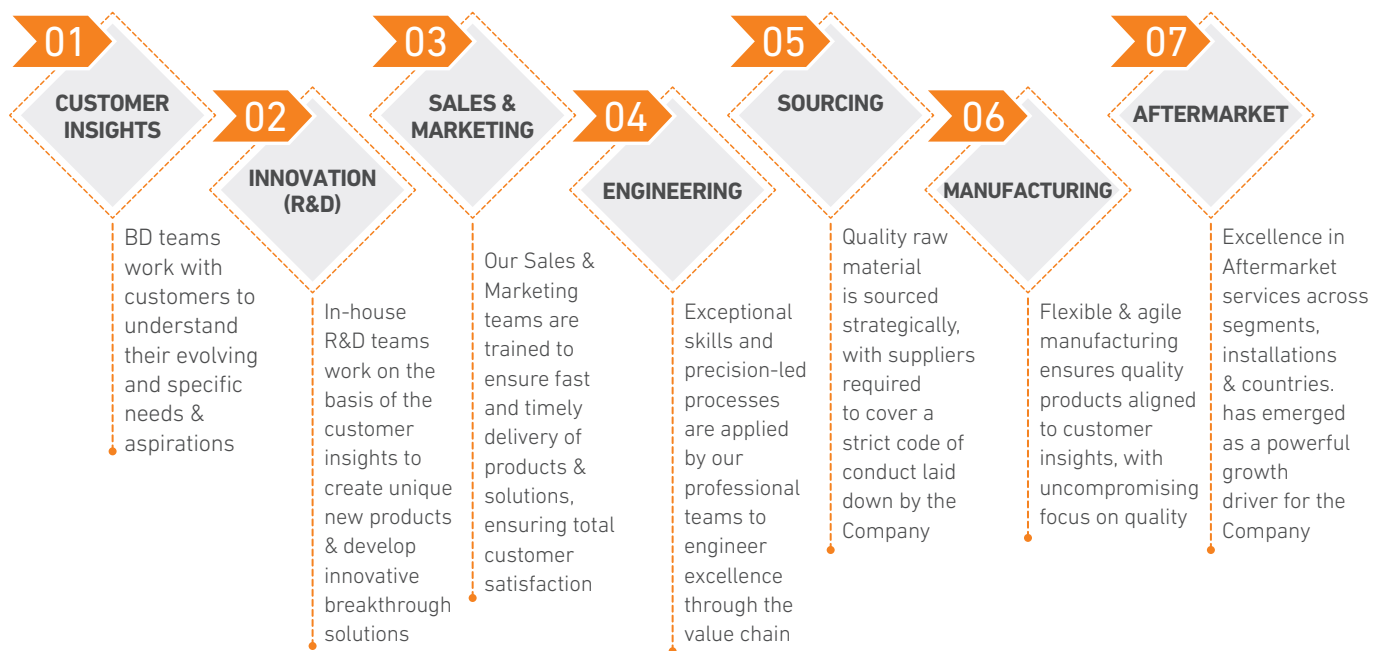 01
CUSTOMER
INSIGHTS
BD teams
work with
customers to
understand
their evolving
and specific
needs &
aspirations
02
INNOVATION
(R&D)
In-house
R&D teams
work on the
basis of the
customer
insights to
create unique
new products
& develop
innovative
breakthrough
solutions
03
SALES &
MARKETING
Our Sales &
Marketing
teams are
trained to
ensure fast
and timely
delivery of
products &
solutions,
ensuring total
customer
satisfaction
04
ENGINEERING
Exceptional
skills and
precision-led
processes
are applied
by our
professional
teams to
engineer
excellence
through the
value chain
05
SOURCING
Quality raw
material
is sourced
strategically,
with suppliers
required
to cover a
strict code of
conduct laid
down by the
Company
06
MANUFACTURING
Flexible & agile
manufacturing
ensures quality
products aligned
to customer
insights, with
uncompromising
focus on quality
07
AFTERMARKET
Excellence in
Aftermarket
services across
segments,
installations
& countries.
has emerged
as a powerful
growth
driver for the
Company